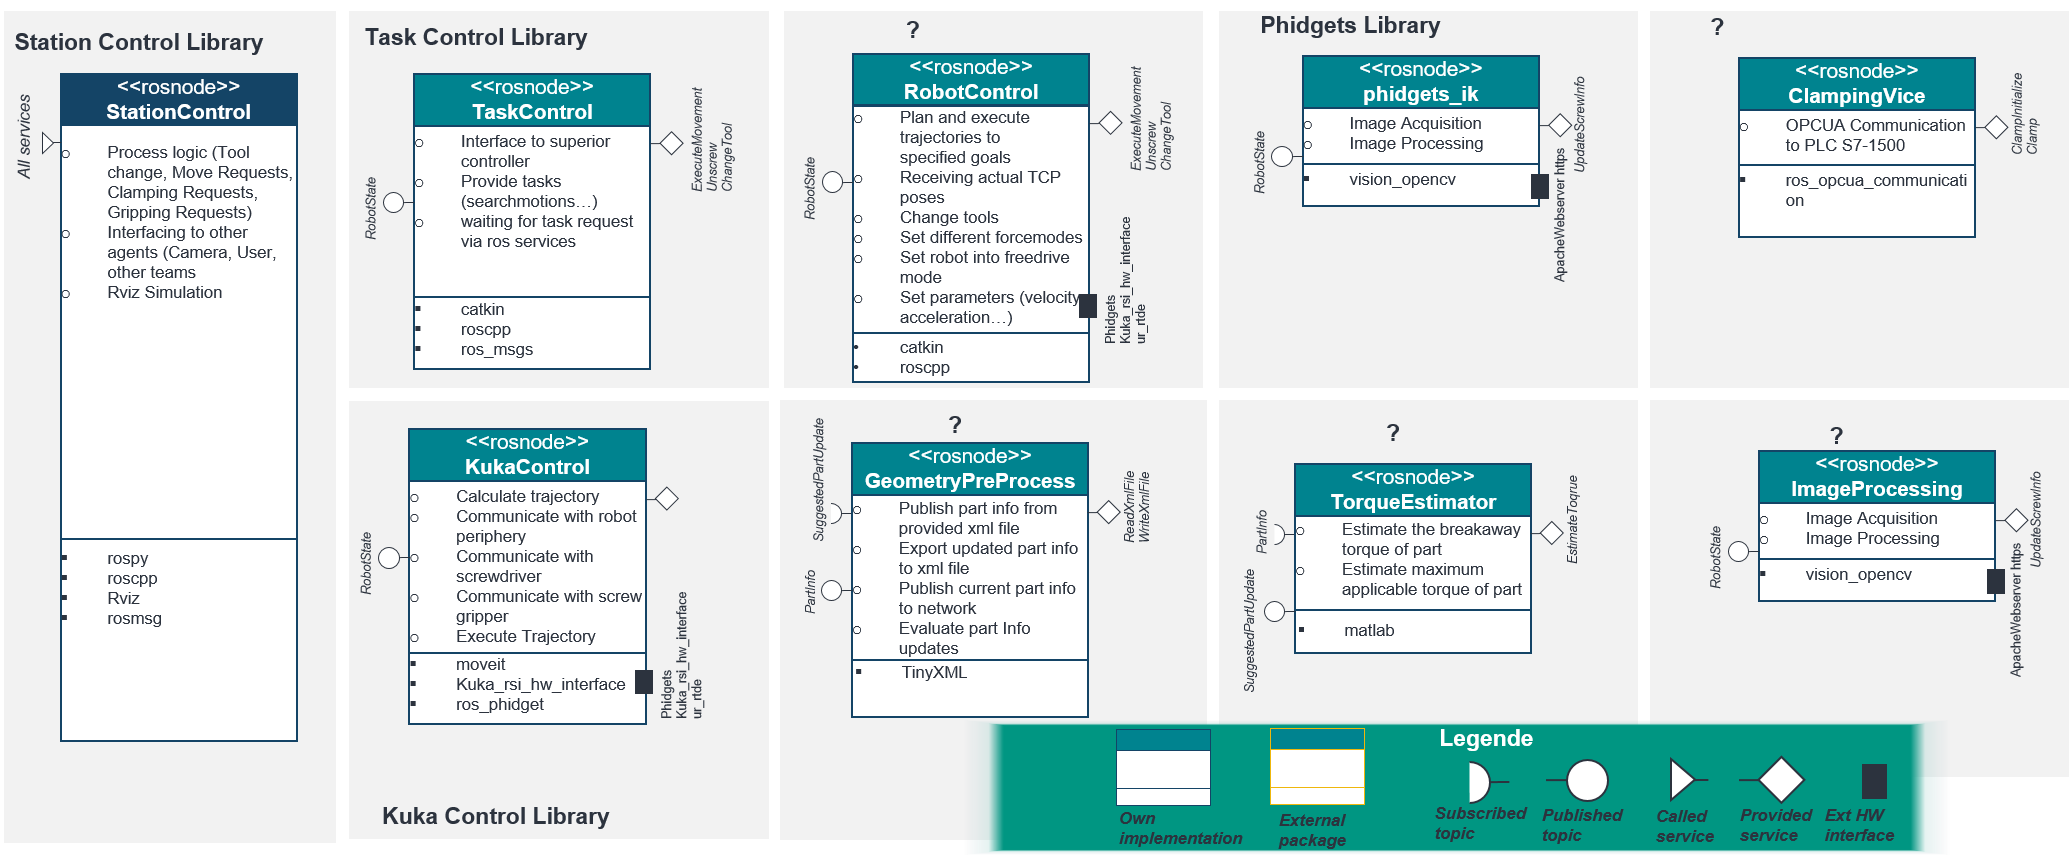 Station Control Library
<<rosnode>>
StationControl
All services
Process logic (Tool
change, Move Requests,
Clamping Requests,
Gripping Requests)
Interfacing to other
agents (Camera, User,
other teams
Rviz Simulation
rospy
roscpp
Rviz
rosmsg
Task Control Library
<<rosnode>>
TaskControl
Interface to superior
controller
Provide tasks
(searchmotions…)
waiting for task request
via ros services
catkin
roscpp
ros_msgs
RobotState
ExecuteMovement
Unscrew
ChangeTool
?
<<rosnode>>
RobotControl
Plan and execute
trajectories to
specified goals
Receiving actual TCP
poses
Change tools
Set different forcemodes
Set robot into freedrive
mode
Set parameters (velocity
acceleration…)
catkin
roscpp
RobotState
ExecuteMovement
Unscrew
ChangeTool
Phidgets
Kuka_rsi_hw_interface
ur_rtde
Phidgets Library
<<rosnode>>
phidgets_ik
Image Acquisition
Image Processing
vision_opencv
RobotState
UpdateScrewInfo
ApacheWebserver https
?
<<rosnode>>
ClampingVice
OPCUA Communication
to PLC S7-1500
ros_opcua_communicati
on
ClampInitialize
Clamp
<<rosnode>>
KukaControl
Calculate trajectory
Communicate with robot
periphery
Communicate with
screwdriver
Communicate with screw
gripper
Execute Trajectory
moveit
Kuka_rsi_hw_interface
ros_phidget
RobotState
Phidgets
Kuka_rsi_hw_interface
ur_rtde
Kuka Control Library
?
<<rosnode>>
GeometryPreProcess
Publish part info from
provided xml file
Export updated part info
to xml file
Publish current part info
to network
Evaluate part Info
updates
TinyXML
SuggestedPartUpdate
PartInfo
ReadXmlFile
WriteXmlFile
?
<<rosnode>>
TorqueEstimator
Estimate the breakaway
torque of part
Estimate maximum
applicable torque of part
matlab
PartInfo
SuggestedPartUpdate
EstimateToqrue
?
<<rosnode>>
ImageProcessing
Image Acquisition
Image Processing
vision_opencv
RobotState
UpdateScrewInfo
ApacheWebserver https
Legende
Own
implementation
External
package
Subscribed
topic
Published
topic
Called
service
Provided
service
Ext HW
interface